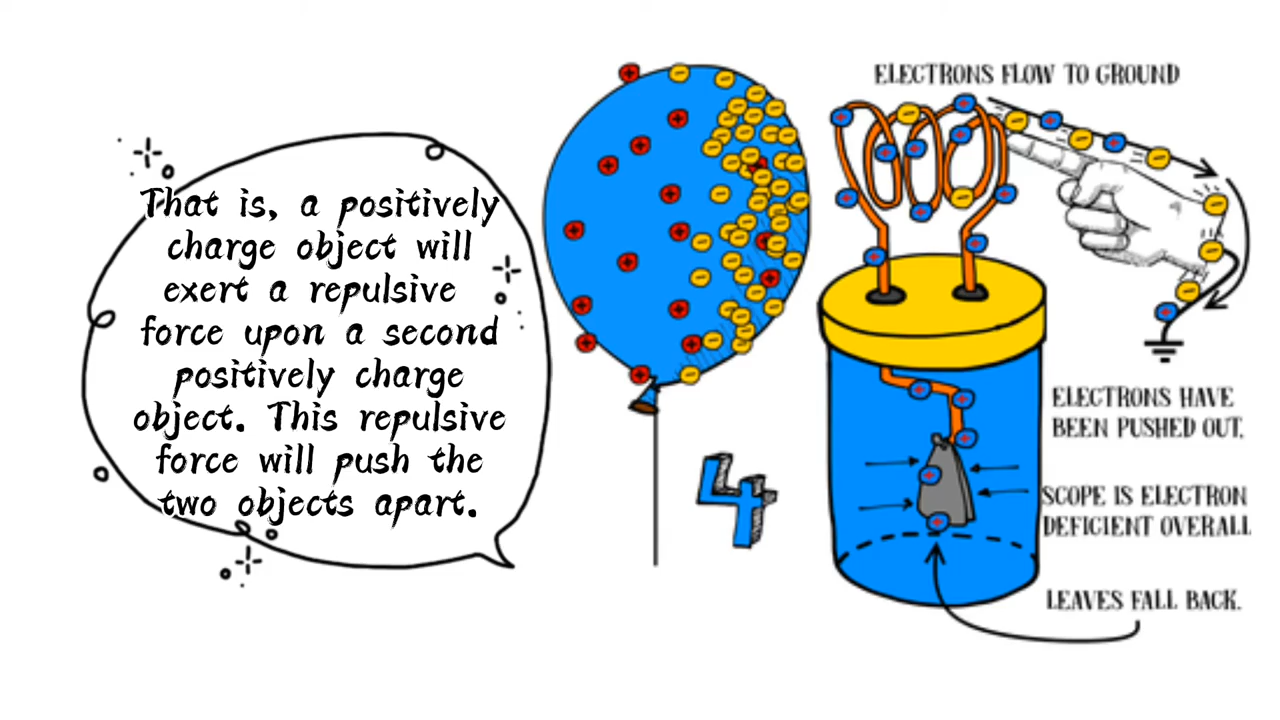 That is, a positively
charge object will
exert a repulsive
force upon a second
positively charge
object. This repulsive
force will push the
two objects apart.
4
ELECTRONS FLOW TO GROUND
ELECTRONS HAVE
BEEN PUSHED OUT.
SCOPE IS ELECTRON
DEFICIENT OVERALL
LEAVES FALL BACK.